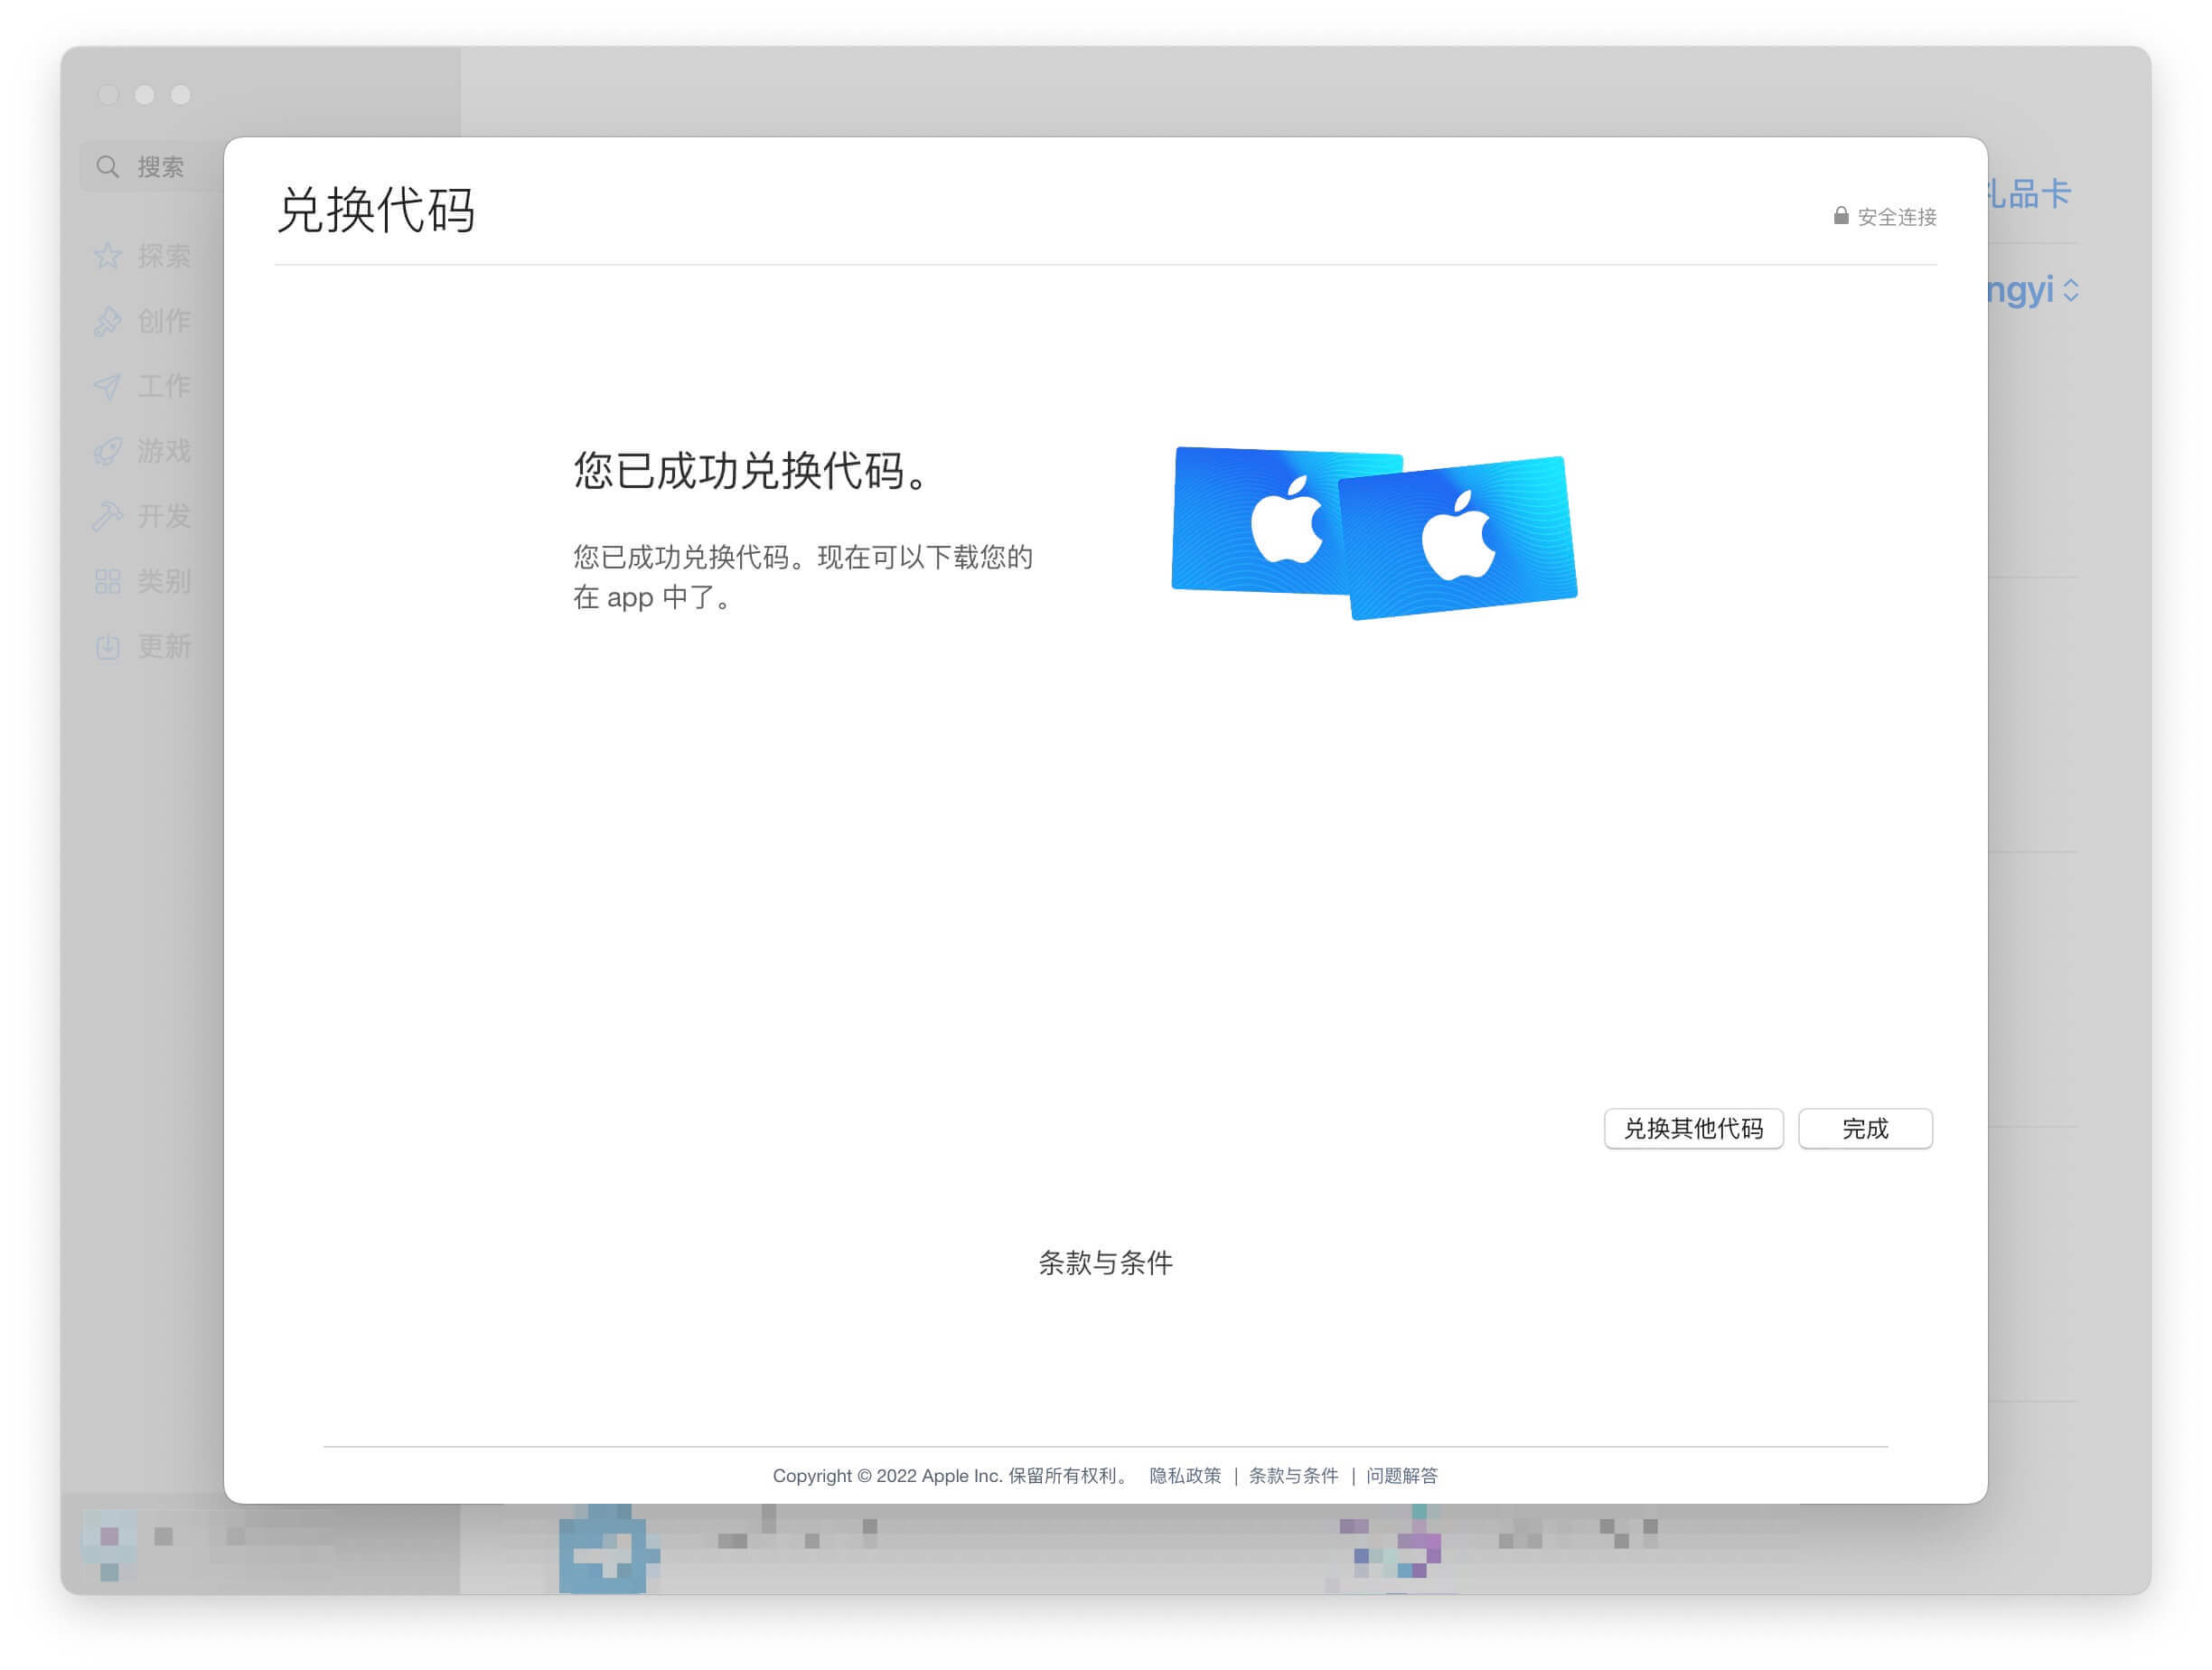 搜索
探索
创作
工作
游戏
开发
类别
更新
礼品卡
ngyi
兑换代码
安全连接
您已成功兑换代码。
您已成功兑换代码。现在可以下载您的
在 app 中了。
兑换其他代码
完成
条款与条件
Copyright © 2022 Apple Inc. 保留所有权利。 隐私政策 | 条款与条件 | 问题解答